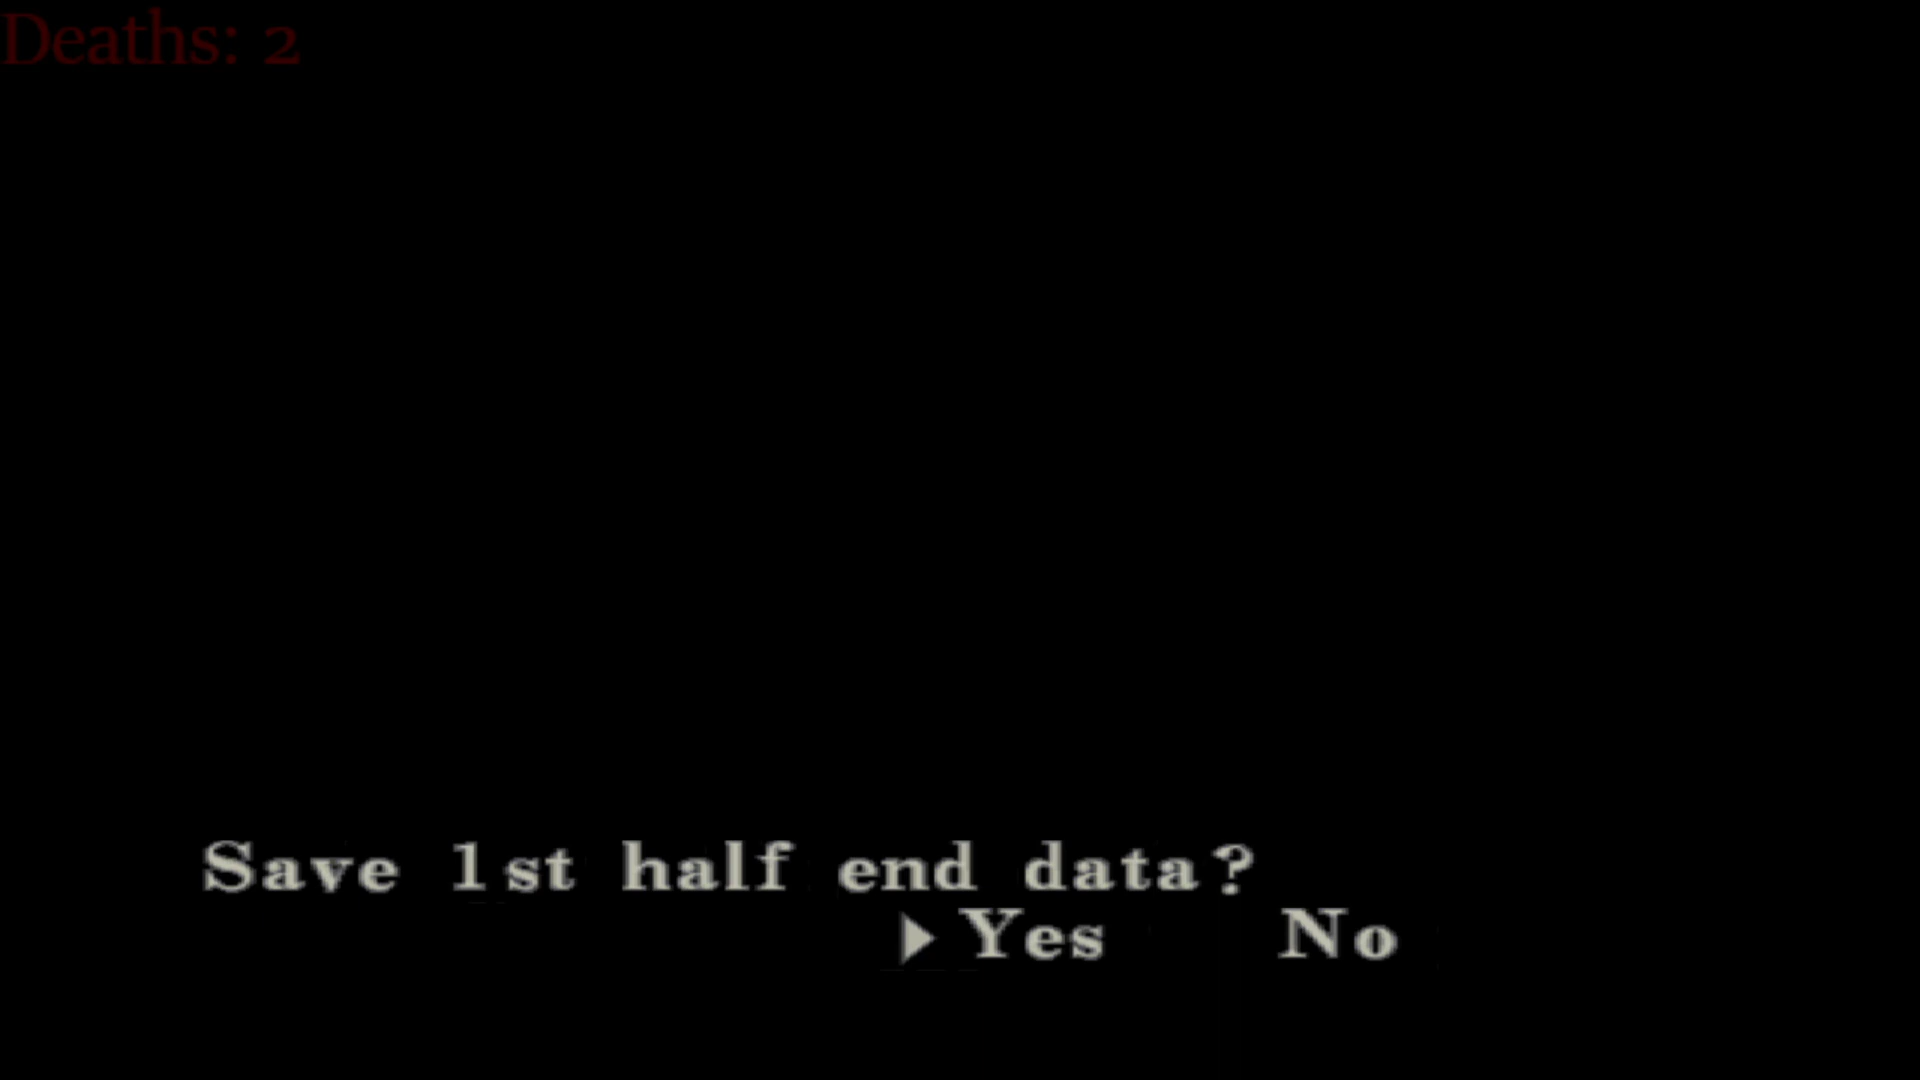 Deaths: 2
Save 1st half end data?
Yes No